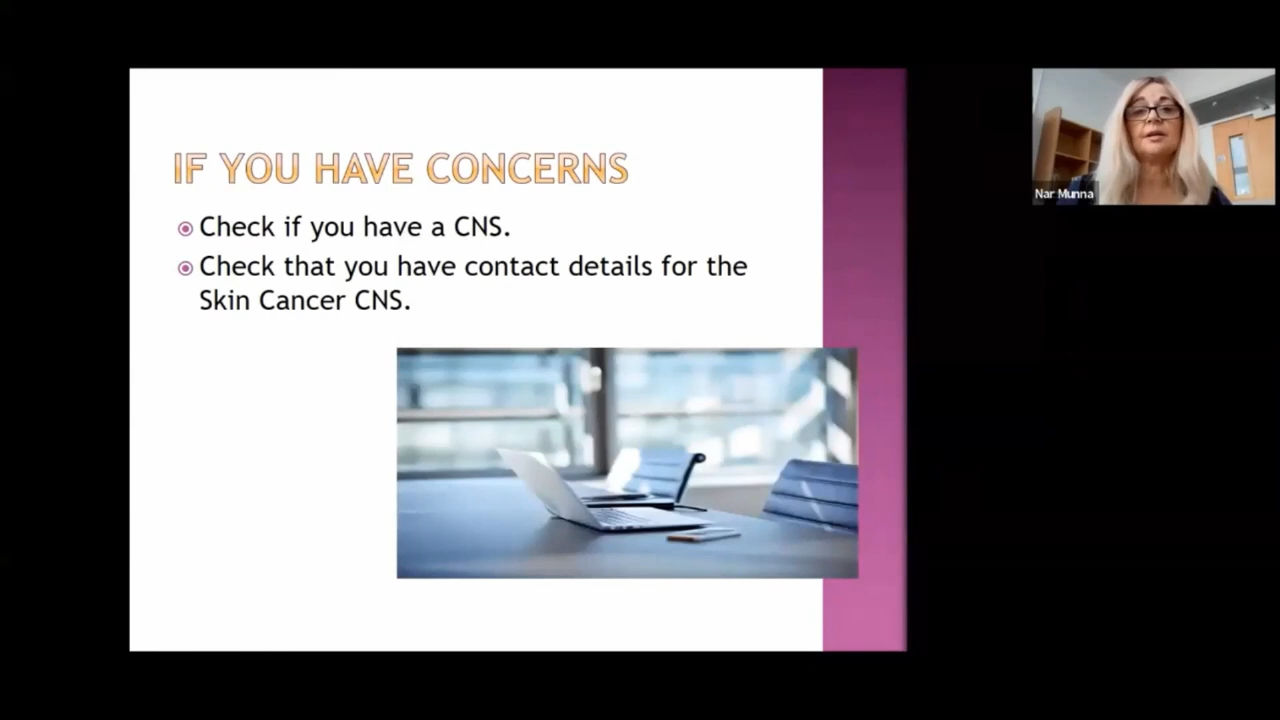 IF YOU HAVE CONCERNS
Check if you have a CNS.
Check that you have contact details for the
Skin Cancer CNS.
Nar Munna